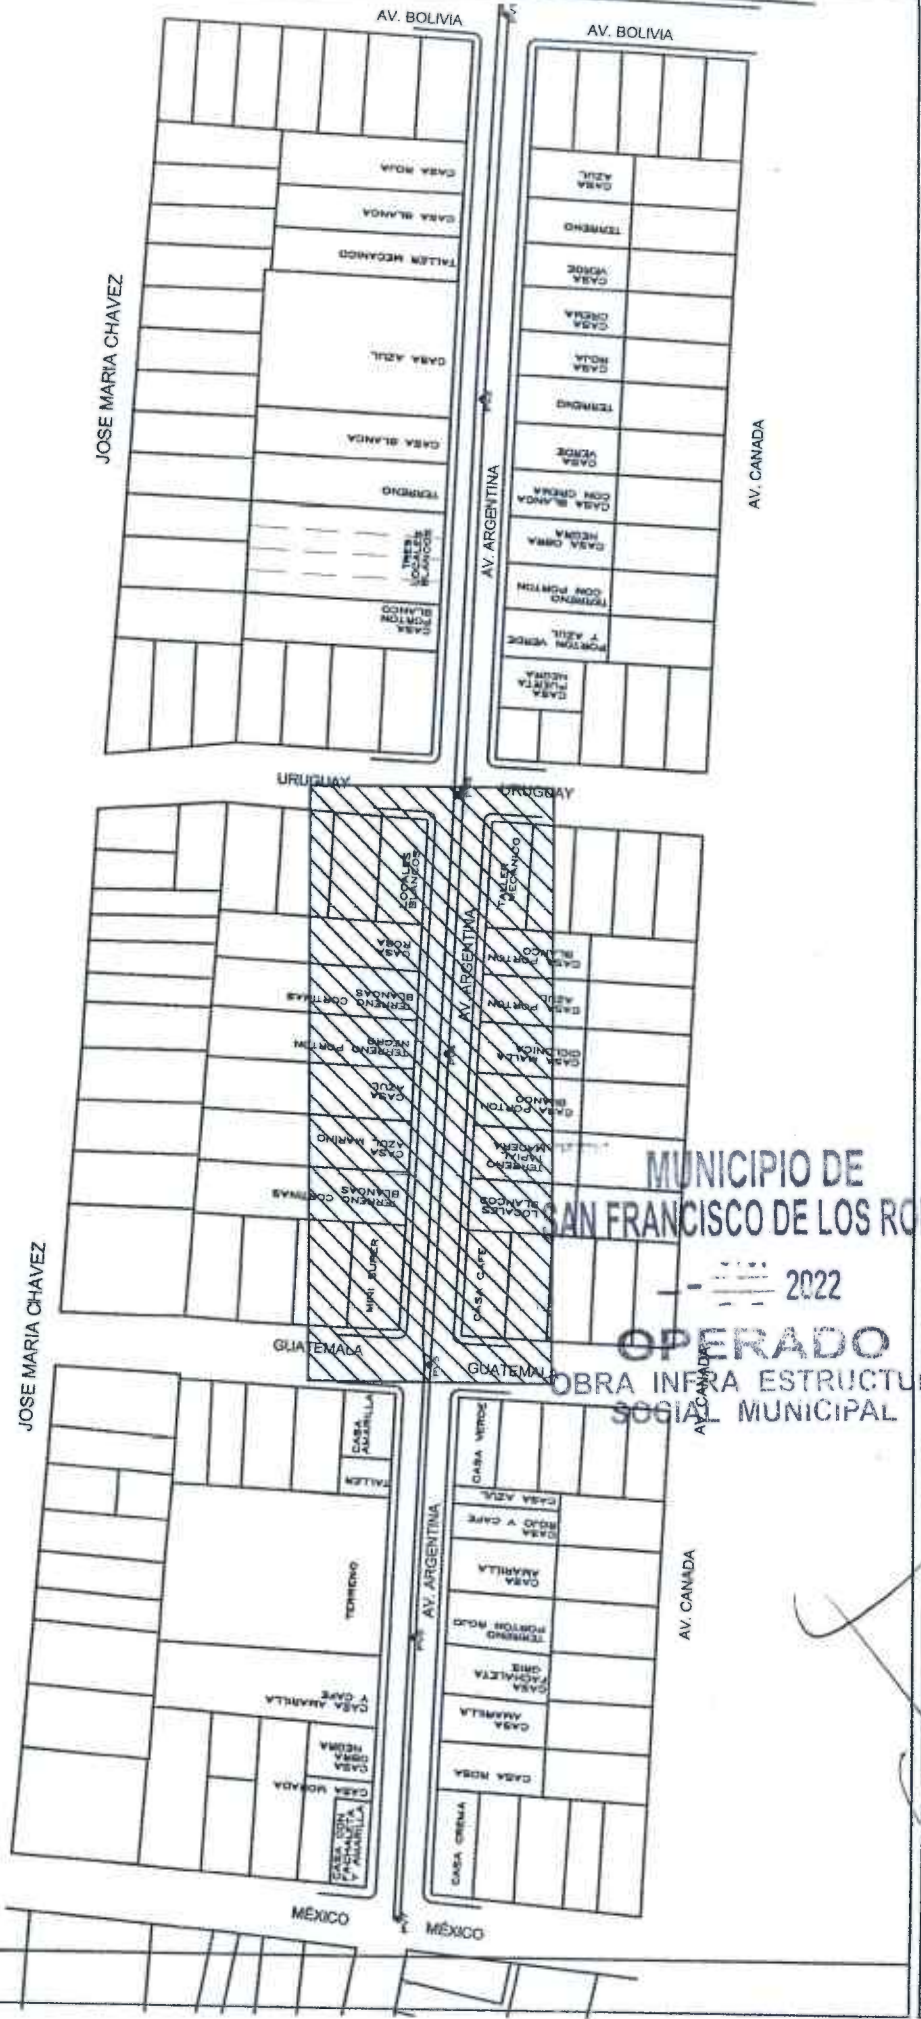 AV. BOLIVIA
AV. BOLIVIA
JOSE MARIA CHAVEZ
CASA ROJA
CASA BLANCA
TALLER MECANICO
CASA AZUL
CASA BLANCA
TERRENO
TRES
LOCALES
BLANCOS
CASA
PORTON
BLANCO
AV. ARGENTINA
CASA
AZUL
TERRENO
CASA
VERDE
CASA
CREMA
CASA
ROJA
TERRENO
CASA
VERDE
CASA BLANCA
CON CREMA
CASA OBRA
NEGRA
TERRENO
CON PORTON
PORTON VERDE
Y AZUL
CASA
PUERTA
NEGRA
AV. CANADA
URUGUAY
URUGUAY
LOCALES
BLANCOS
CASA
ROSA
TERRENO CORTINAS
BLANCAS
TERRENO PORTON
NEGRO
CASA
AZUL
CASA
AZUL MARINO
TERRENO CORTINAS
BLANCAS
MINI SUPER
AV. ARGENTINA
TALLER
MECANICO
CASA PORTON
BLANCO
CASA PORTON
AZUL
CASA MALLA
CICLONICA
CASA PORTON
BLANCO
TERRENO
TAPIAL
MADERA
LOCALES
BLANCOS
CASA CAFE
MUNICIPIO DE
SAN FRANCISCO DE LOS RO
2022
OPERADO
OBRA INFRA ESTRUCTU
SOCIAL MUNICIPAL
AV. CANADA
JOSE MARIA CHAVEZ
GUATEMALA
GUATEMALA
CASA
AMARILLA
TALLER
TERRENO
CASA AMARILLA
Y CAFE
CASA
OBRA
NEGRA
CASA MORADA
CASA CON
FACHALETA
Y AMARILLA
AV. ARGENTINA
CASA VERDE
CASA AZUL
CASA
ROJO Y CAFE
CASA
AMARILLA
TERRENO
PORTON ROJO
CASA
FACHALETA
GRIS
CASA
AMARILLA
CASA ROSA
CASA CREMA
AV. CANADA
MÉXICO
MÉXICO